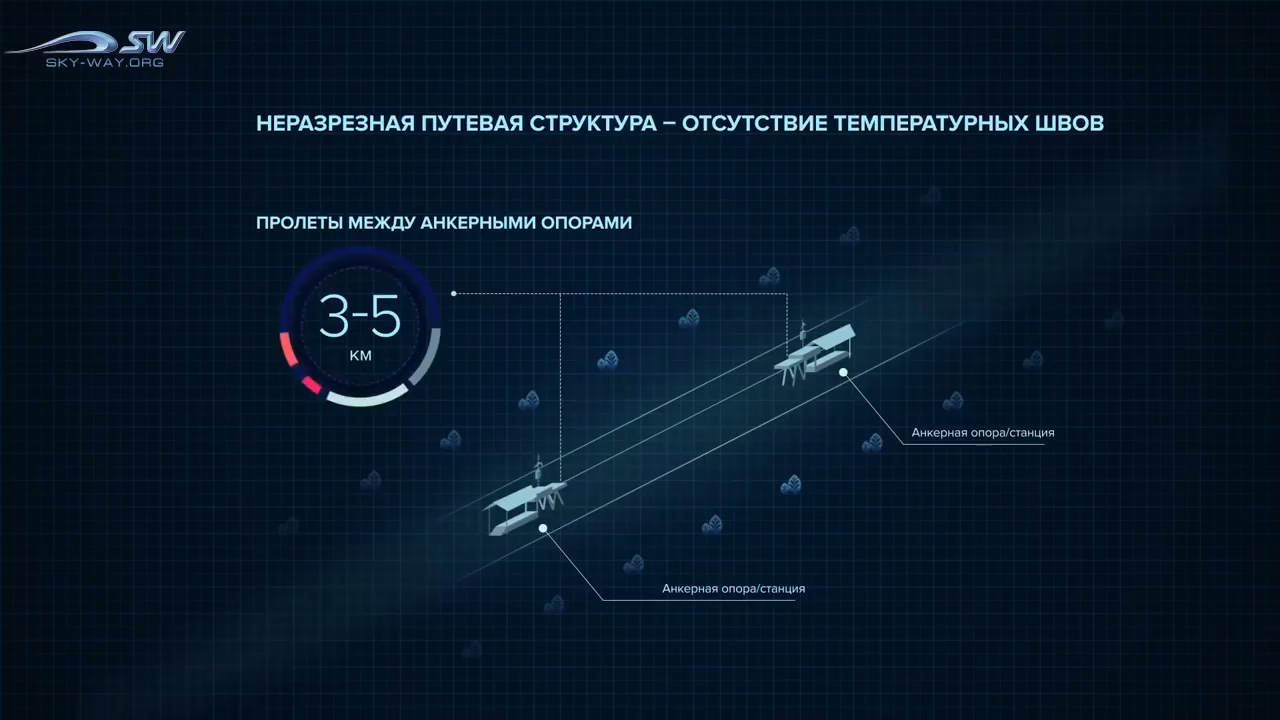 SW
SKY-WAY.ORG
НЕРАЗРЕЗНАЯ ПУТЕВАЯ СТРУКТУРА – ОТСУТСТВИЕ ТЕМПЕРАТУРНЫХ ШВОВ
ПРОЛЕТЫ МЕЖДУ АНКЕРНЫМИ ОПОРАМИ
3-5
КМ
Анкерная опора/станция
Анкерная опора/станция